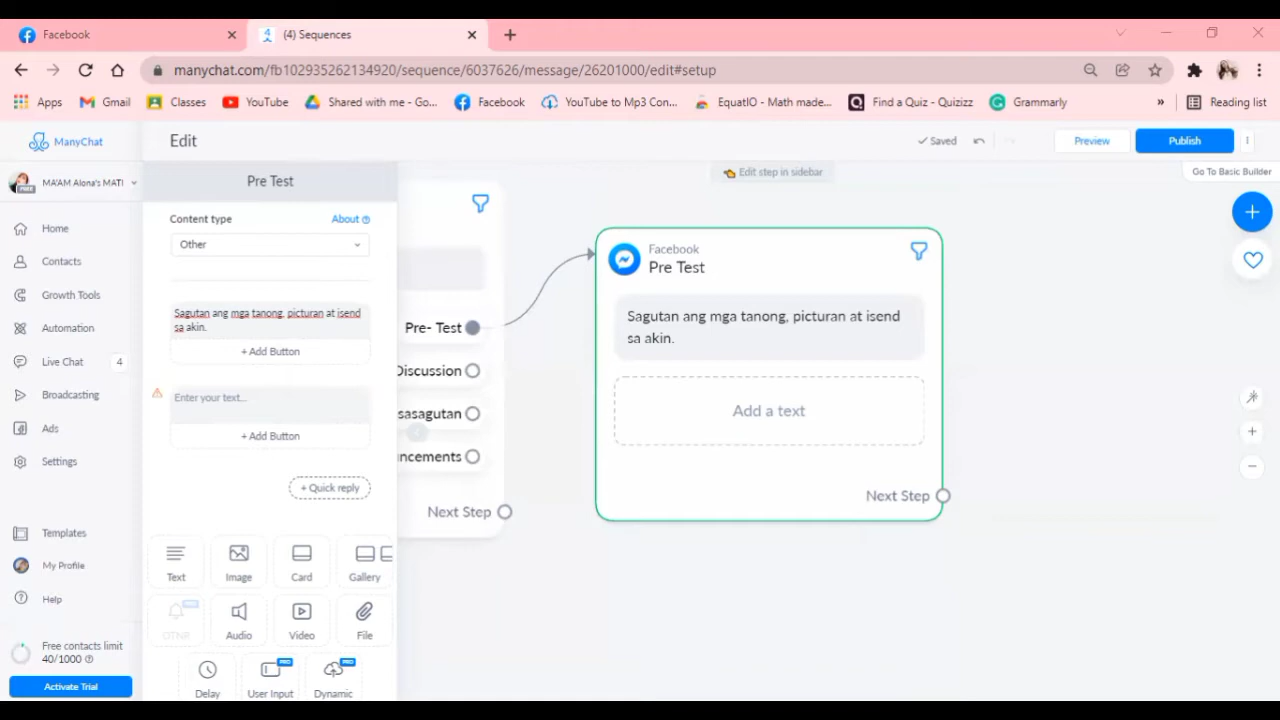 Facebook
(4) Sequences
manychat.com/fb102935262134920/sequence/6037626/message/26201000/edit#setup
Apps
Gmail
Classes
YouTube
Shared with me - Go...
Facebook
YouTube to Mp3 Con...
EquatIO - Math made...
Find a Quiz - Quizizz
Grammarly
»
Reading list
ManyChat
Edit
Saved
Preview
Publish
MA'AM Alona's MATI
FREE
Pre Test
Edit step in sidebar
Go To Basic Builder
Home
Contacts
Growth Tools
Automation
Live Chat
4
Broadcasting
Ads
Settings
Templates
My Profile
Help
Free contacts limit
40/1000
Activate Trial
Content type
About
Other
Sagutan ang mga tanong, picturan at isend
sa akin.
+ Add Button
Enter your text...
+ Add Button
+ Quick reply
Text
Image
Card
Gallery
OTNR
PRO
Audio
Video
File
Delay
User Input
PRO
Dynamic
PRO
Pre- Test
Discussion
sasagutan
ncements
Next Step
Facebook
Pre Test
Sagutan ang mga tanong, picturan at isend
sa akin.
Add a text
Next Step